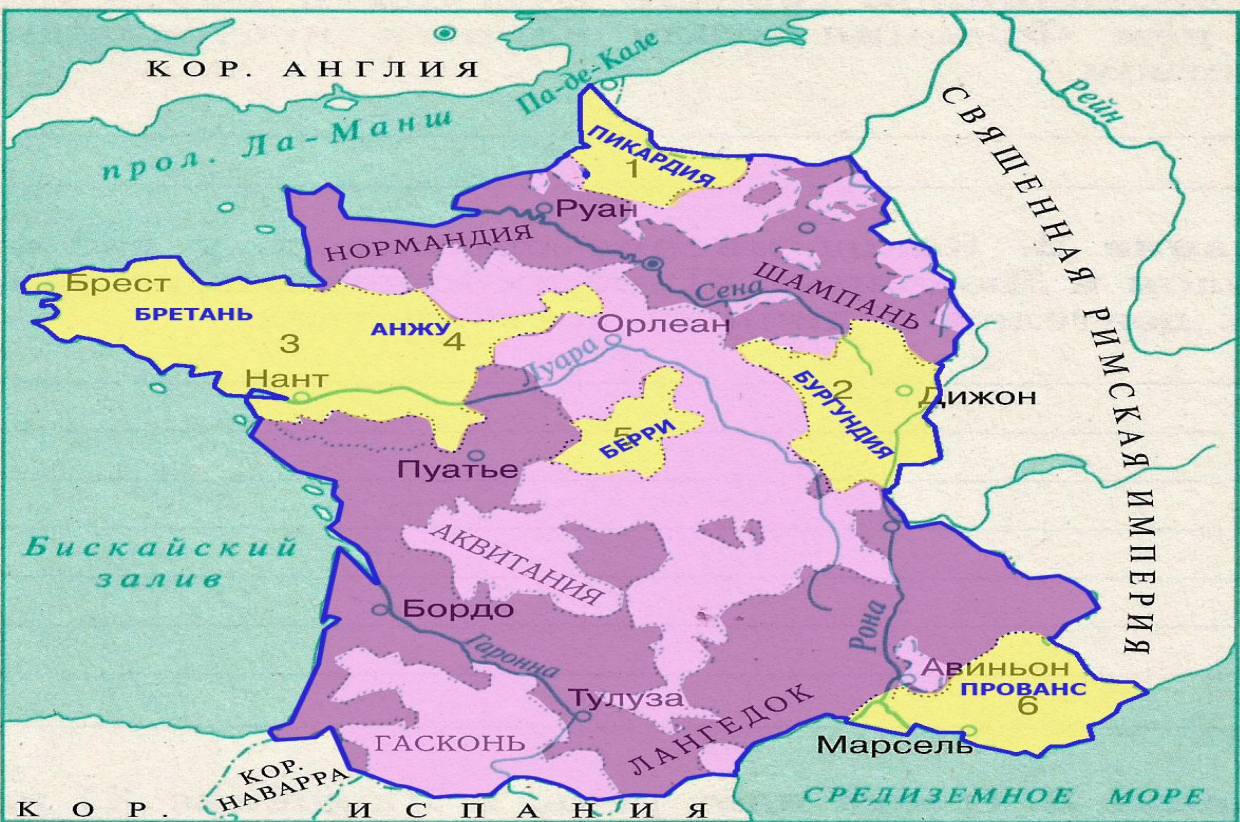 КОР. АНГЛИЯ
Па-де-Кале
прол. Ла-Манш
Рейн
СВЯЩЕННАЯ РИМСКАЯ ИМПЕРИЯ
ПИКАРДИЯ
1
Руан
НОРМАНДИЯ
ШАМПАНЬ
Сена
Брест
БРЕТАНЬ
АНЖУ
3
4
Орлеан
Луара
Нант
2
БУРГУНДИЯ
Дижон
5
БЕРРИ
Пуатье
Бискайский
залив
АКВИТАНИЯ
Бордо
Гаронна
Рона
Авиньон
ПРОВАНС
6
Тулуза
ЛАНГЕДОК
ГАСКОНЬ
Марсель
КОР.
НАВАРРА
СРЕДИЗЕМНОЕ МОРЕ
КОР. ИСПАНИЯ